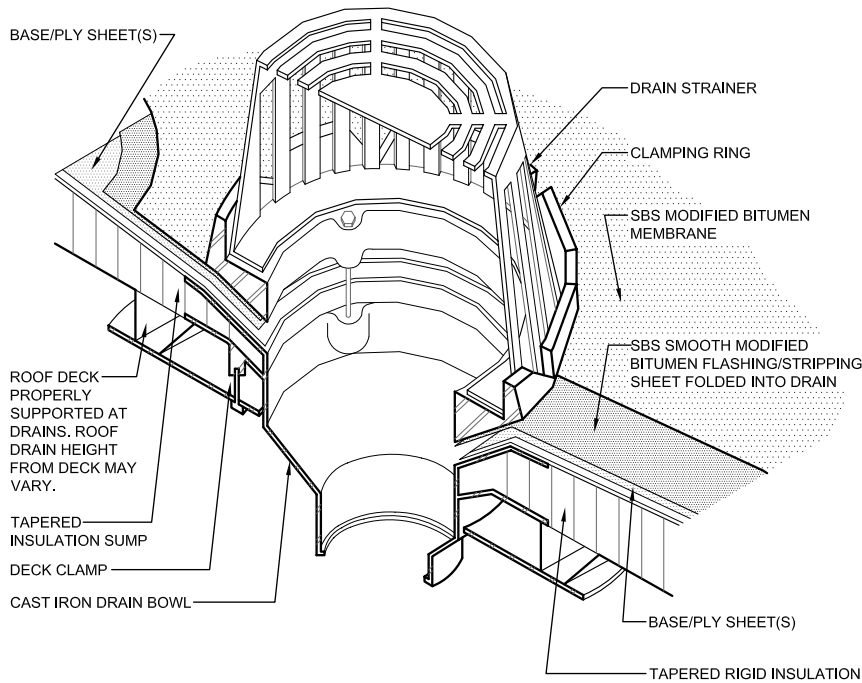 BASE/PLY SHEET(S)
ROOF DECK
PROPERLY
SUPPORTED AT
DRAINS. ROOF
DRAIN HEIGHT
FROM DECK MAY
VARY.
TAPERED
INSULATION SUMP
DECK CLAMP
CAST IRON DRAIN BOWL
DRAIN STRAINER
CLAMPING RING
SBS MODIFIED BITUMEN
MEMBRANE
SBS SMOOTH MODIFIED
BITUMEN FLASHING/STRIPPING
SHEET FOLDED INTO DRAIN
BASE/PLY SHEET(S)
TAPERED RIGID INSULATION